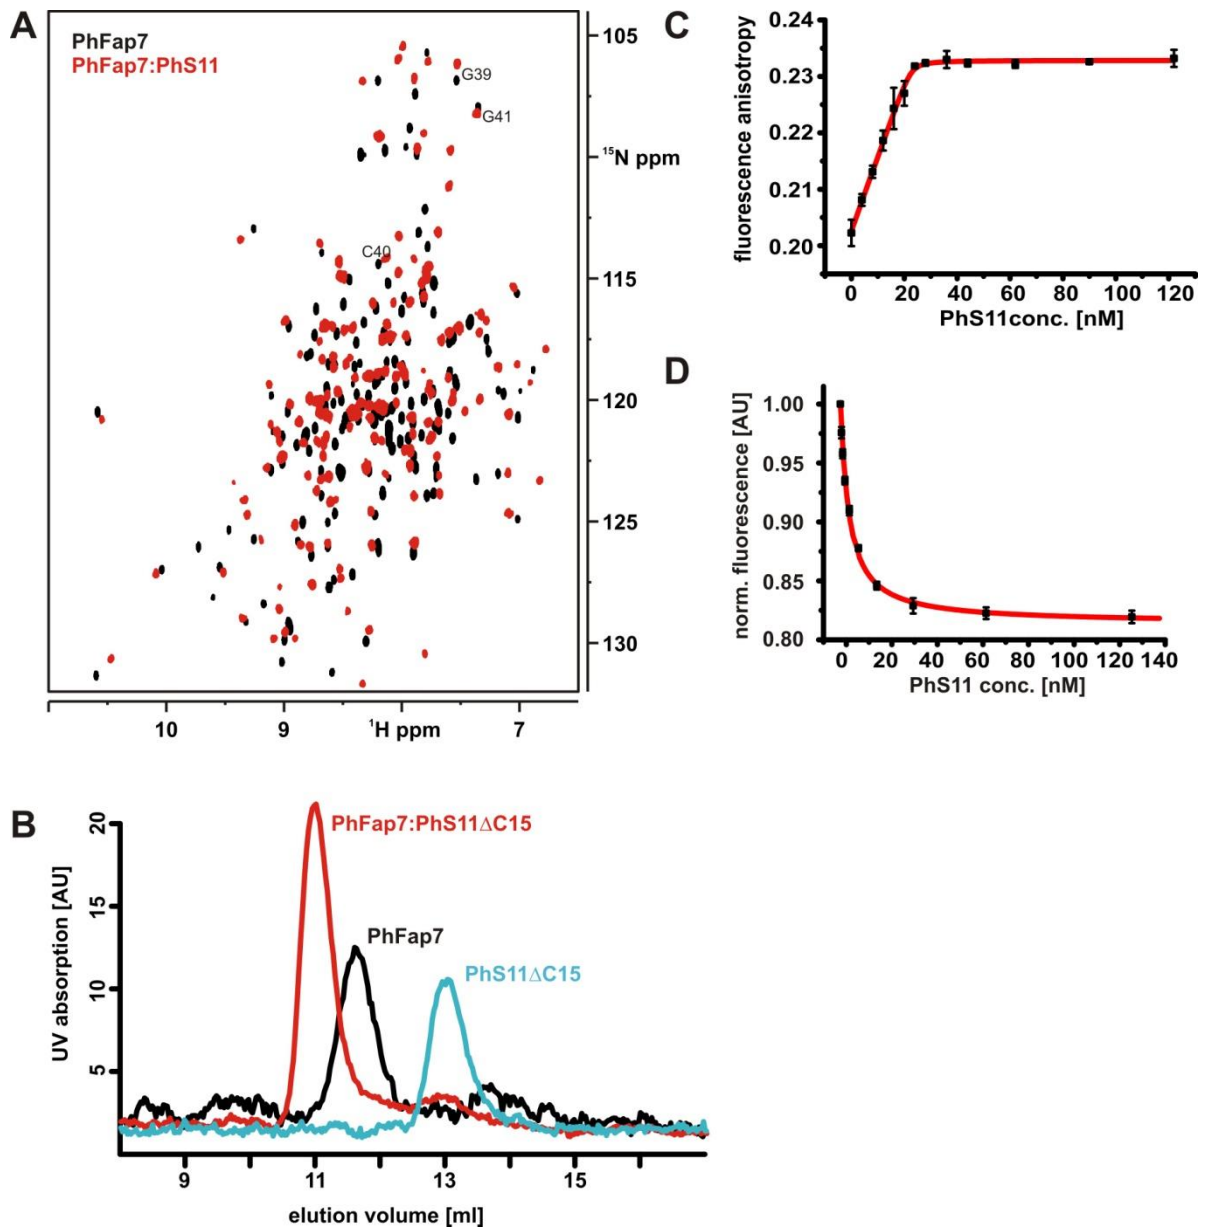 A
PhFap7
PhFap7:PhS11
G39
G41
C40
105
¹⁵N ppm
115
120
125
130
10
9
¹H ppm
7
B
20
15
10
5
UV absorption [AU]
PhFap7:PhS11ΔC15
PhFap7
PhS11ΔC15
9
11
13
15
elution volume [ml]
C
0.24
0.23
0.22
0.21
0.20
fluorescence anisotropy
0 20 40 60 80 100 120
PhS11conc. [nM]
D
1.00
0.95
0.90
0.85
0.80
norm. fluorescence [AU]
0 20 40 60 80 100 120 140
PhS11 conc. [nM]